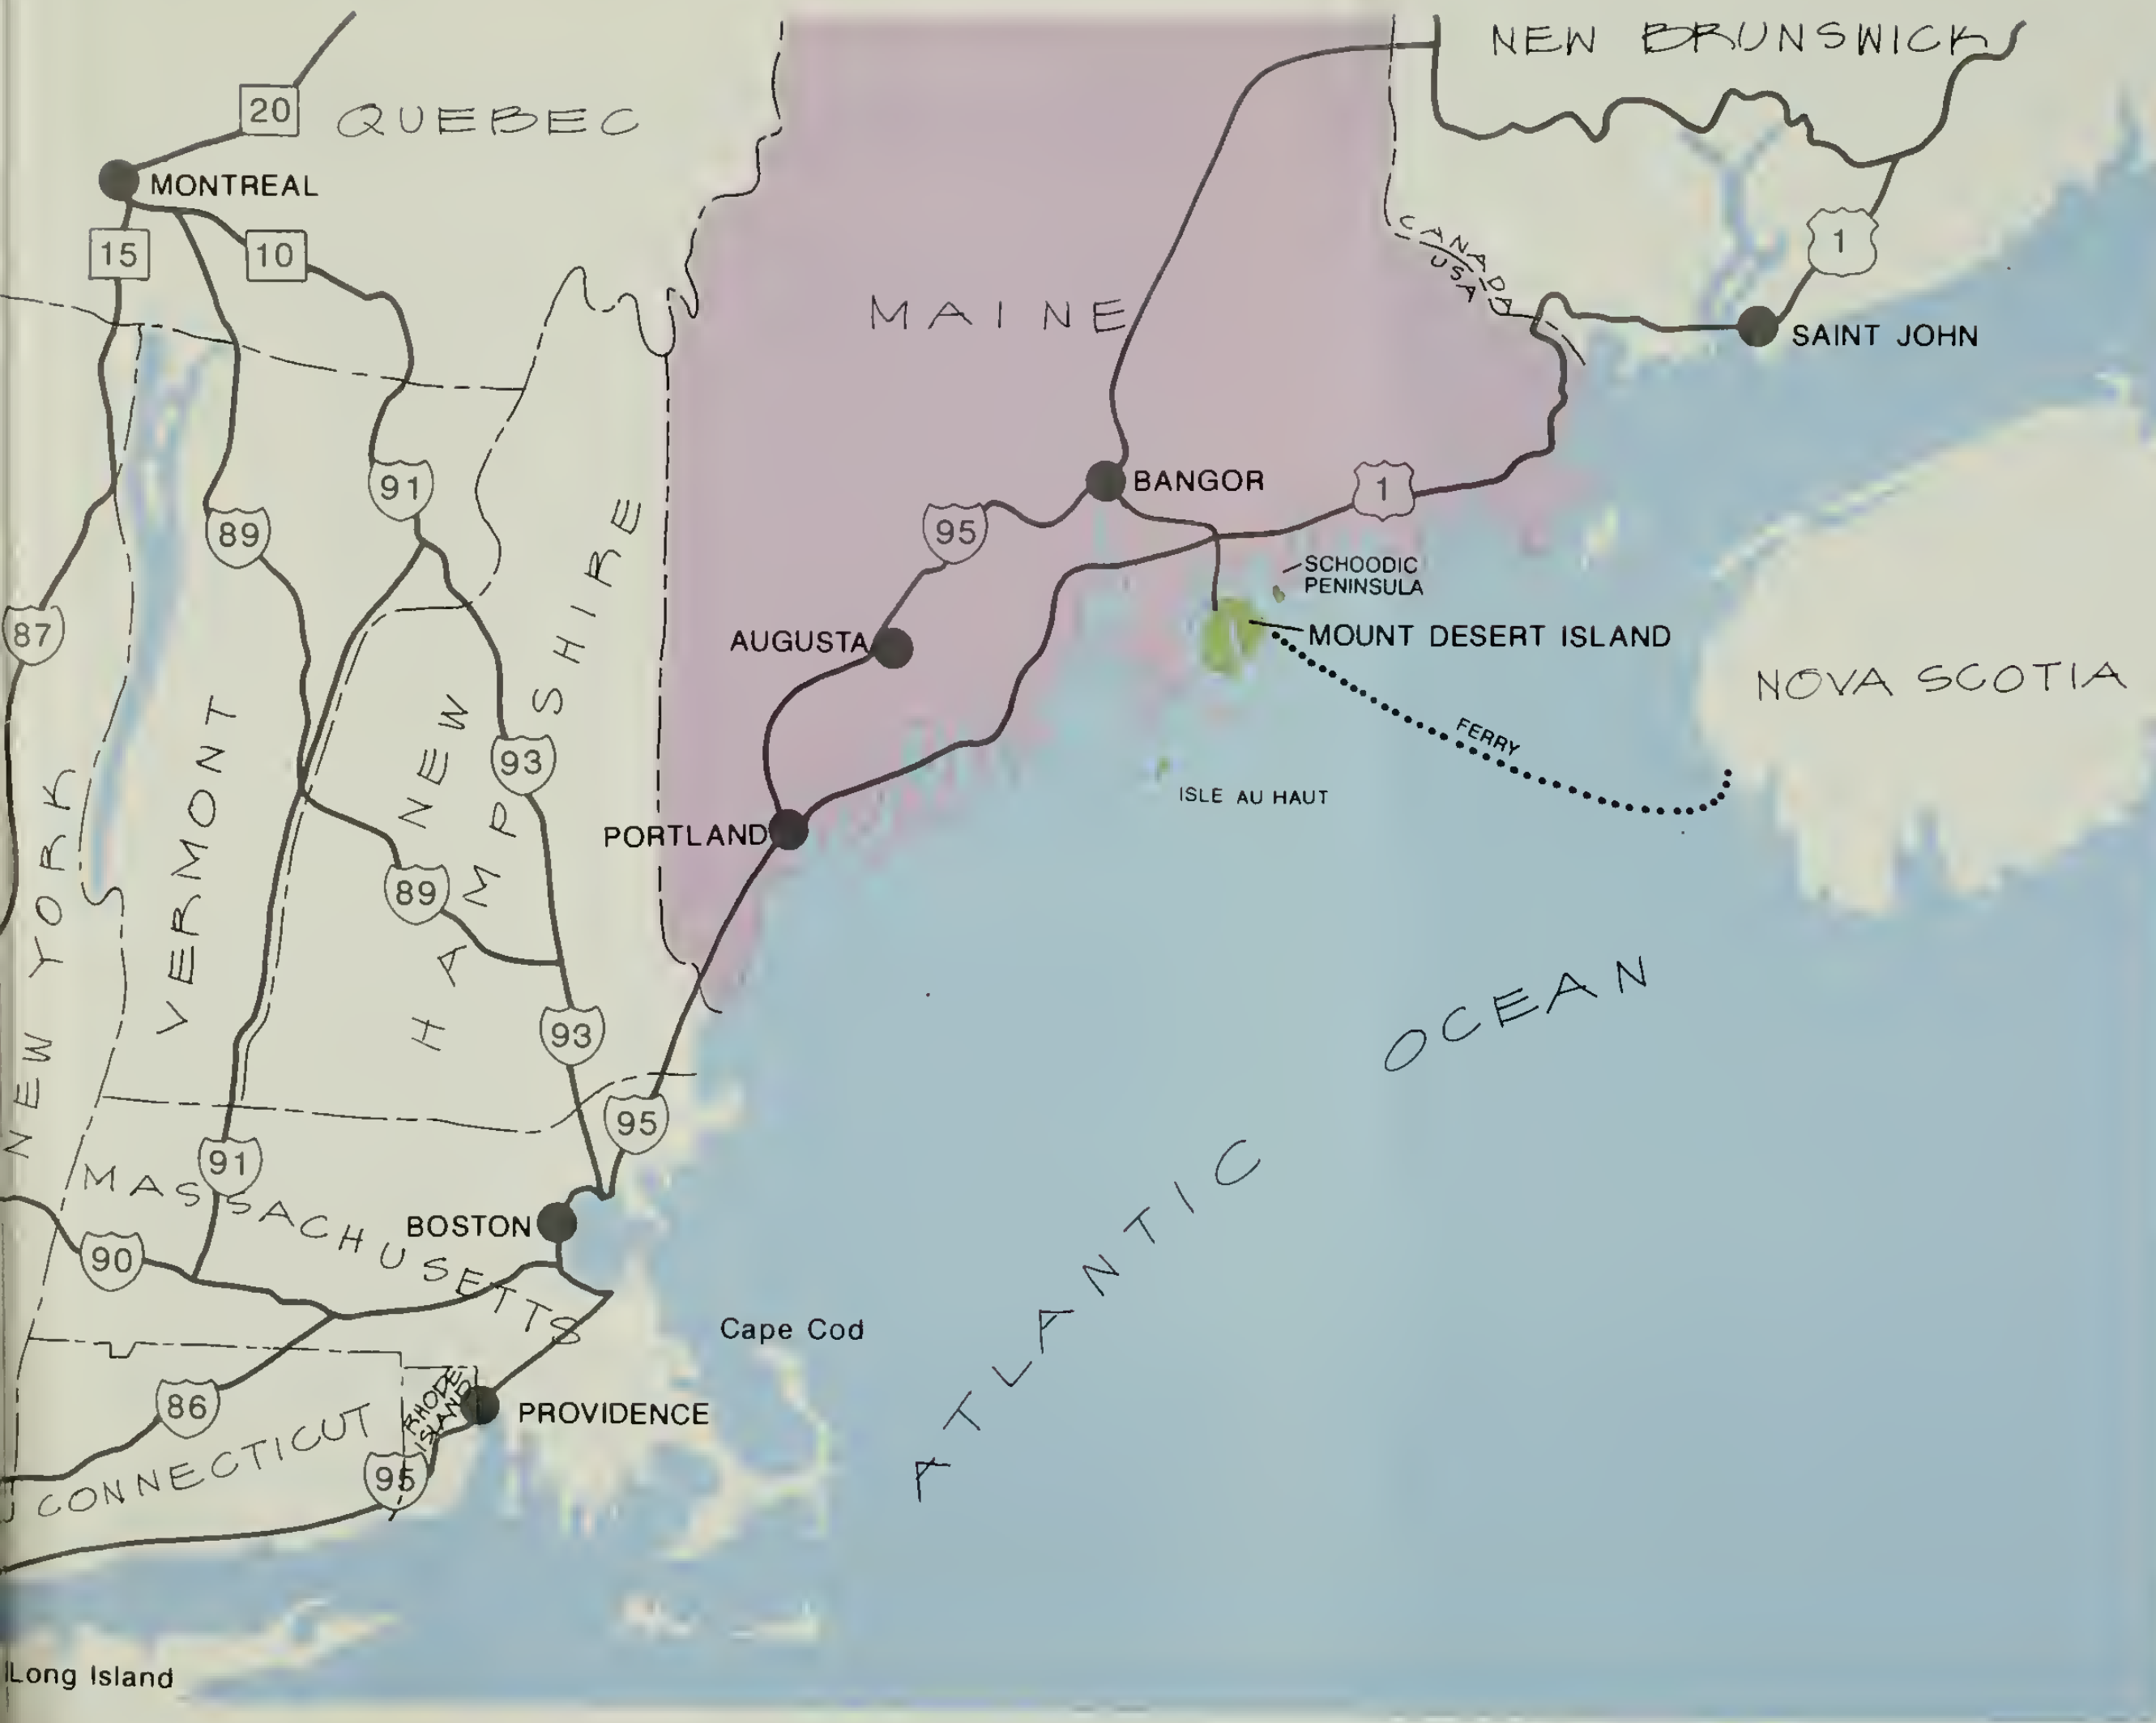 NEW BRUNSWICK
20
QUEBEC
MONTREAL
15
10
CANADA
USA
1
SAINT JOHN
MAINE
91
BANGOR
1
89
95
NEW HAMPSHIRE
SCHOODIC
PENINSULA
87
AUGUSTA
MOUNT DESERT ISLAND
NOVA SCOTIA
VERMONT
93
FERRY
NEW YORK
ISLE AU HAUT
PORTLAND
89
93
OCEAN
ATLANTIC
95
91
MASSACHUSETTS
BOSTON
90
Cape Cod
86
RHODE
ISLAND
PROVIDENCE
CONNECTICUT
95
Long Island